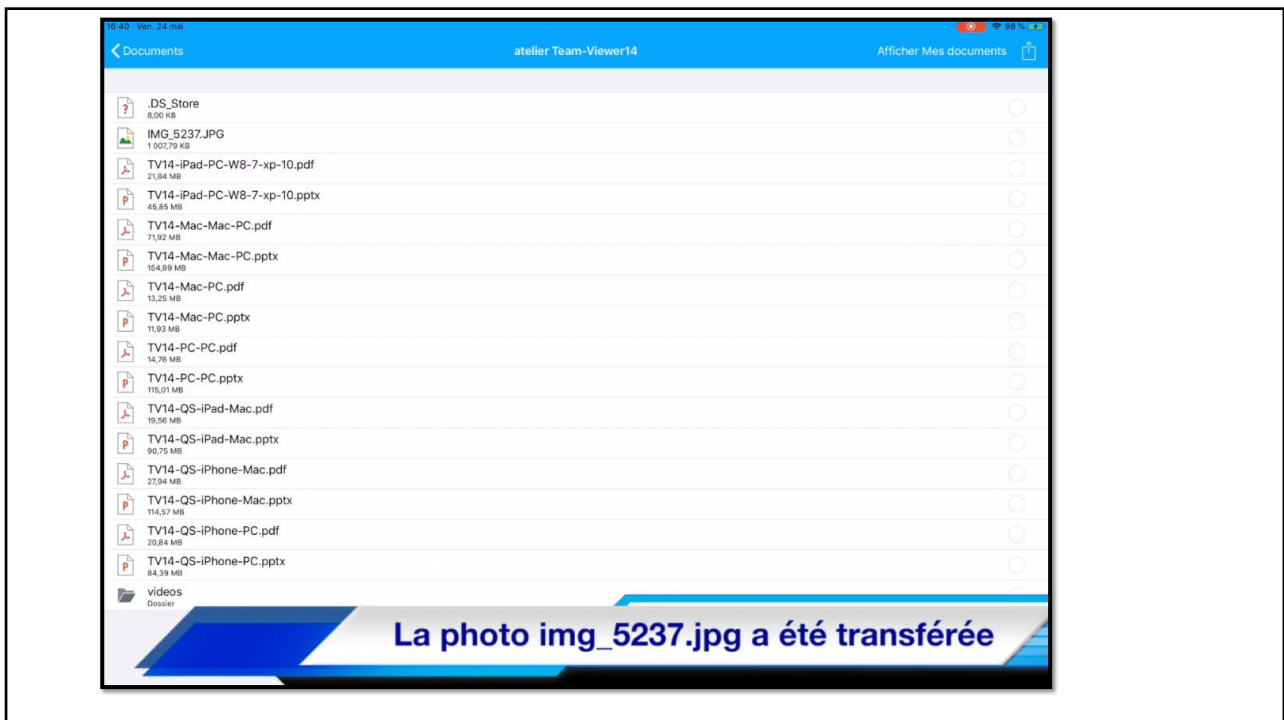 16:40 Ven. 24 mai
98 %
Documents
atelier Team-Viewer14
Afficher Mes documents
.DS_Store
8,00 KB
IMG_5237.JPG
1 007,79 KB
TV14-iPad-PC-W8-7-xp-10.pdf
21,84 MB
TV14-iPad-PC-W8-7-xp-10.pptx
45,85 MB
TV14-Mac-Mac-PC.pdf
71,92 MB
TV14-Mac-Mac-PC.pptx
154,99 MB
TV14-Mac-PC.pdf
13,25 MB
TV14-Mac-PC.pptx
11,93 MB
TV14-PC-PC.pdf
14,76 MB
TV14-PC-PC.pptx
115,01 MB
TV14-QS-iPad-Mac.pdf
19,56 MB
TV14-QS-iPad-Mac.pptx
90,75 MB
TV14-QS-iPhone-Mac.pdf
27,94 MB
TV14-QS-iPhone-Mac.pptx
114,57 MB
TV14-QS-iPhone-PC.pdf
20,84 MB
TV14-QS-iPhone-PC.pptx
84,39 MB
videos
Dossier
La photo img_5237.jpg a été transférée